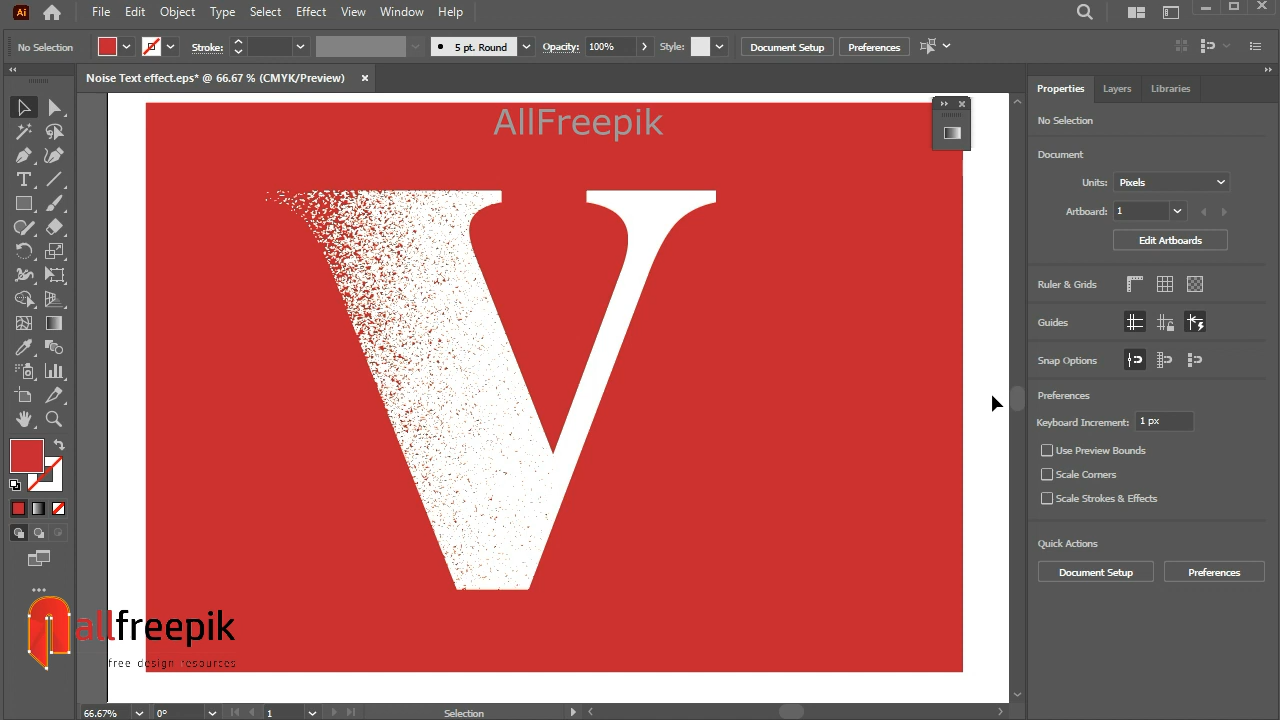 Ai File Edit Object Type Select Effect View Window Help
No Selection Stroke: 5 pt. Round Opacity: 100% Style: Document Setup Preferences
Noise Text effect.eps* @ 66.67 % (CMYK/Preview) ×
AllFreepik
V
allfreepik
free design resources
66.67% 0° 1 Selection
Properties Layers Libraries
No Selection
Document
Units: Pixels
Artboard: 1
Edit Artboards
Ruler & Grids
Guides
Snap Options
Preferences
Keyboard Increment: 1 px
Use Preview Bounds
Scale Corners
Scale Strokes & Effects
Quick Actions
Document Setup Preferences